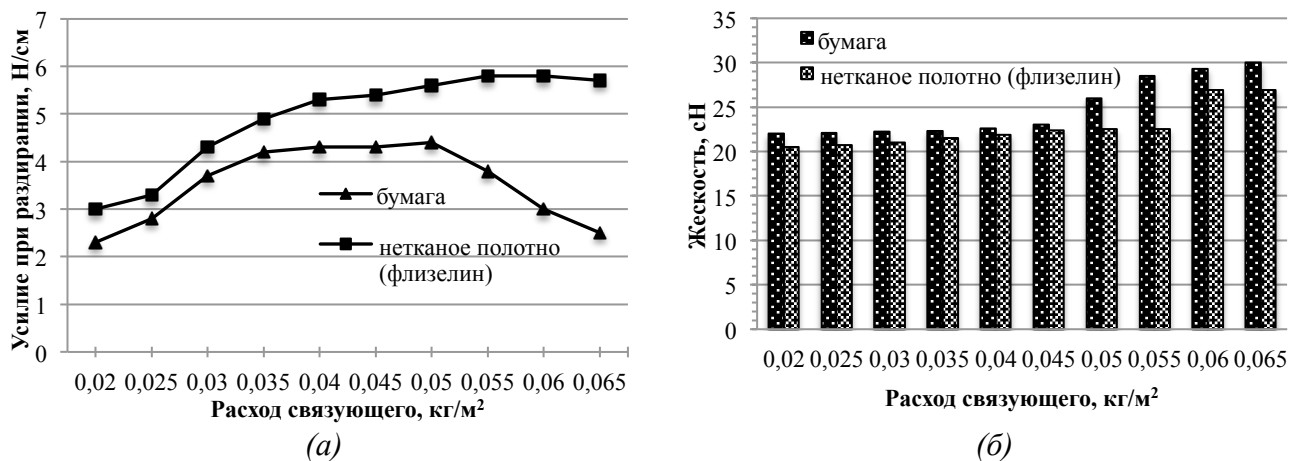 7
6
5
4
3
2
1
0
Усилие при раздирании, Н/см
бумага
нетканое полотно
(флизелин)
0,02 0,025 0,03 0,035 0,04 0,045 0,05 0,055 0,06 0,065
Расход связующего, кг/м²
(а)
35
30
25
20
15
10
5
0
Жескость, сН
бумага
нетканое полотно (флизелин)
0,02 0,025 0,03 0,035 0,04 0,045 0,05 0,055 0,06 0,065
Расход связующего, кг/м²
(б)